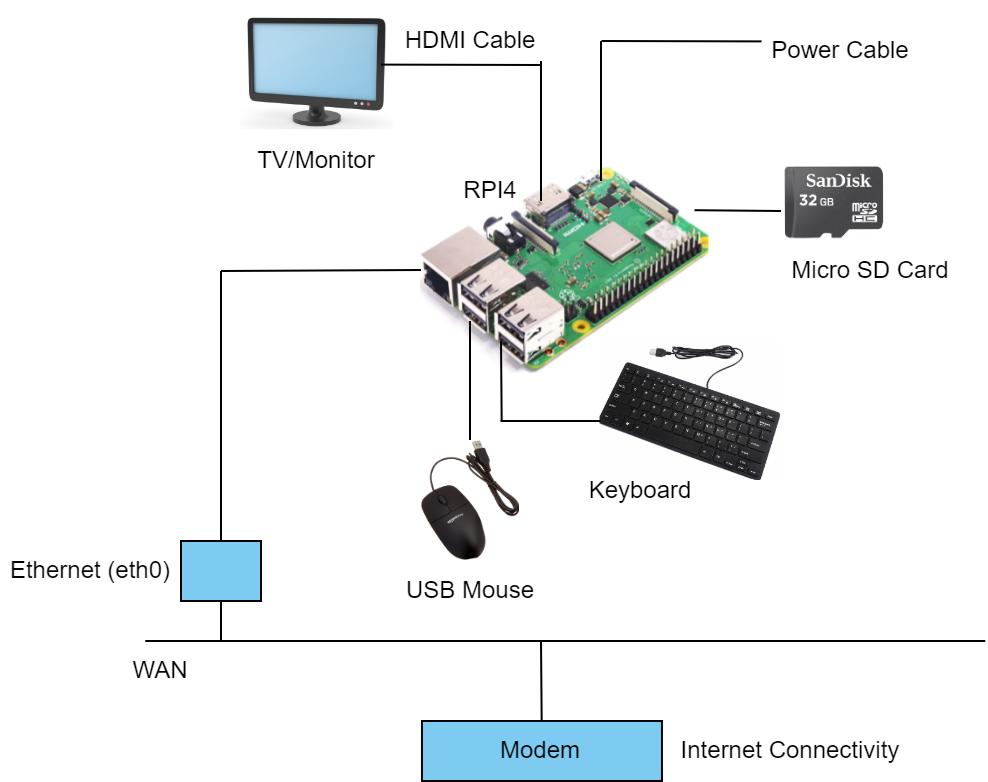 HDMI Cable
Power Cable
TV/Monitor
RPI4
SanDisk
32 GB
micro
HC
Micro SD Card
HDMI
Keyboard
Ethernet (eth0)
USB Mouse
WAN
Modem
Internet Connectivity